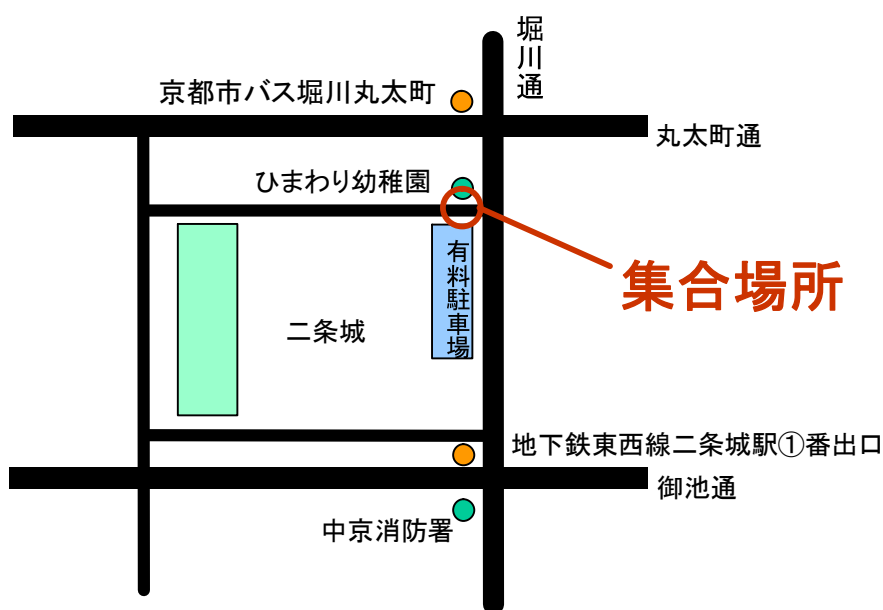 堀川通
京都市バス堀川丸太町
丸太町通
ひまわり幼稚園
有料駐車場
集合場所
二条城
地下鉄東西線二条城駅①番出口
御池通
中京消防署